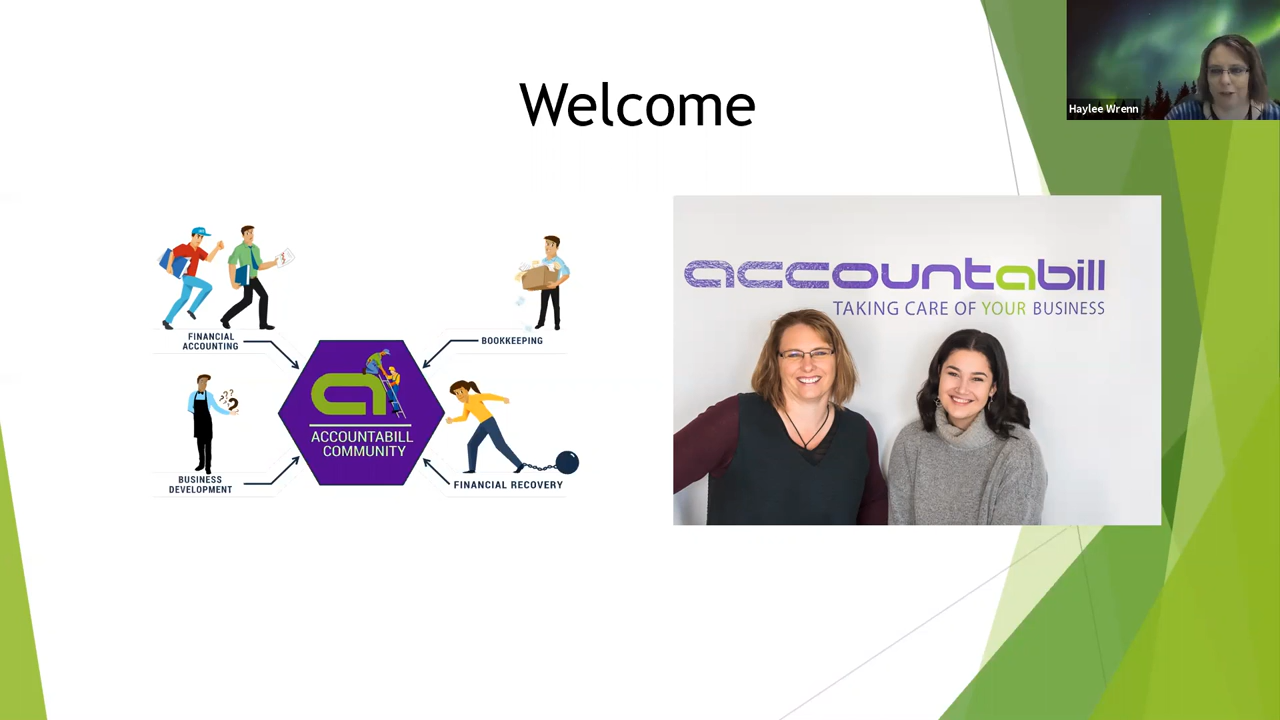 Welcome
Haylee Wrenn
FINANCIAL
ACCOUNTING
BOOKKEEPING
a
ACCOUNTABILL
COMMUNITY
BUSINESS
DEVELOPMENT
FINANCIAL RECOVERY
accountabill
TAKING CARE OF YOUR BUSINESS